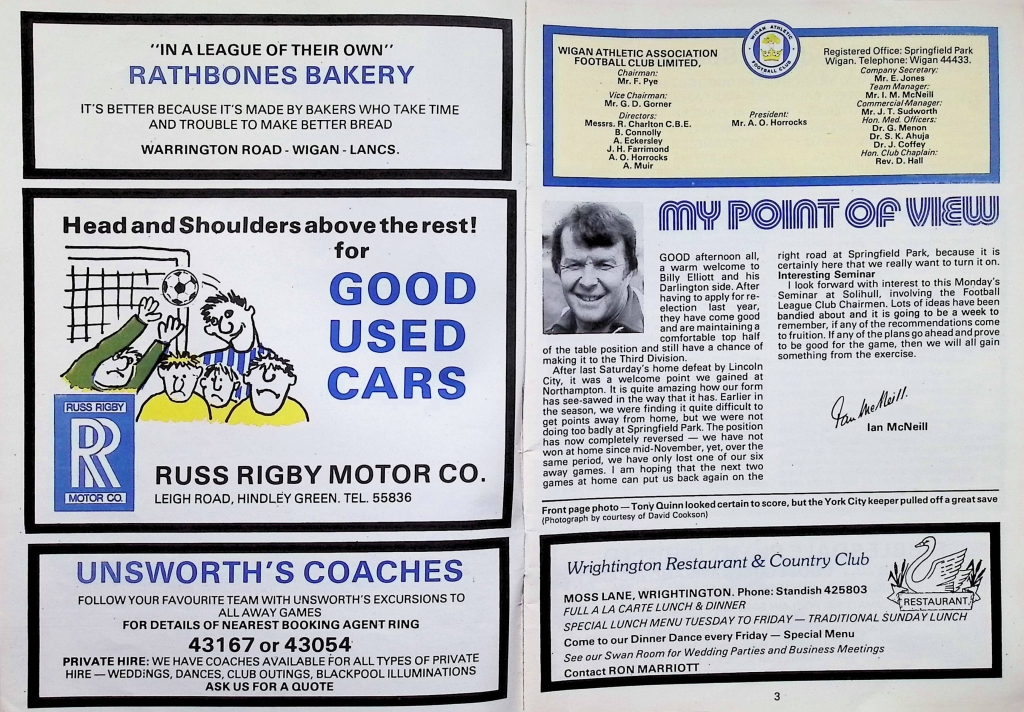 "IN A LEAGUE OF THEIR OWN"
RATHBONES BAKERY
IT'S BETTER BECAUSE IT'S MADE BY BAKERS WHO TAKE TIME
AND TROUBLE TO MAKE BETTER BREAD
WARRINGTON ROAD - WIGAN - LANCS.
Head and Shoulders above the rest!
for
GOOD
USED
CARS
RUSS RIGBY
RR
MOTOR CO.
RUSS RIGBY MOTOR CO.
LEIGH ROAD, HINDLEY GREEN. TEL. 55836
UNSWORTH'S COACHES
FOLLOW YOUR FAVOURITE TEAM WITH UNSWORTH'S EXCURSIONS TO
ALL AWAY GAMES
FOR DETAILS OF NEAREST BOOKING AGENT RING
43167 or 43054
PRIVATE HIRE: WE HAVE COACHES AVAILABLE FOR ALL TYPES OF PRIVATE
HIRE — WEDDINGS, DANCES, CLUB OUTINGS, BLACKPOOL ILLUMINATIONS
ASK US FOR A QUOTE
WIGAN ATHLETIC ASSOCIATION
FOOTBALL CLUB LIMITED,
Chairman:
Mr. F. Pye
Vice Chairman:
Mr. G. D. Gorner
Directors:
Messrs. R. Charlton C.B.E.
B. Connolly
A. Eckersley
J. H. Farrimond
A. O. Horrocks
A. Muir
WIGAN ATHLETIC
FOOTBALL CLUB
President:
Mr. A. O. Horrocks
Registered Office: Springfield Park
Wigan. Telephone: Wigan 44433.
Company Secretary:
Mr. E. Jones
Team Manager:
Mr. I. M. McNeill
Commercial Manager:
Mr. J. T. Sudworth
Hon. Med. Officers:
Dr. G. Menon
Dr. S. K. Ahuja
Dr. J. Coffey
Hon. Club Chaplain:
Rev. D. Hall
MY POINT OF VIEW
GOOD afternoon all,
a warm welcome to
Billy Elliott and his
Darlington side. After
having to apply for re-
election last year,
they have come good
and are maintaining a
comfortable top half
of the table position and still have a chance of
making it to the Third Division.
After last Saturday's home defeat by Lincoln
City, it was a welcome point we gained at
Northampton. It is quite amazing how our form
has see-sawed in the way that it has. Earlier in
the season, we were finding it quite difficult to
get points away from home, but we were not
doing too badly at Springfield Park. The position
has now completely reversed — we have not
won at home since mid-November, yet, over the
same period, we have only lost one of our six
away games. I am hoping that the next two
games at home can put us back again on the
right road at Springfield Park, because it is
certainly here that we really want to turn it on.
Interesting Seminar
I look forward with interest to this Monday's
Seminar at Solihull, involving the Football
League Club Chairmen. Lots of ideas have been
bandied about and it is going to be a week to
remember, if any of the recommendations come
to fruition. If any of the plans go ahead and prove
to be good for the game, then we will all gain
something from the exercise.
Ian McNeill.
Ian McNeill
Front page photo — Tony Quinn looked certain to score, but the York City keeper pulled off a great save
(Photograph by courtesy of David Cookson)
Wrightington Restaurant & Country Club
MOSS LANE, WRIGHTINGTON. Phone: Standish 425803
FULL A LA CARTE LUNCH & DINNER
SPECIAL LUNCH MENU TUESDAY TO FRIDAY — TRADITIONAL SUNDAY LUNCH
Come to our Dinner Dance every Friday — Special Menu
See our Swan Room for Wedding Parties and Business Meetings
Contact RON MARRIOTT
RESTAURANT
3